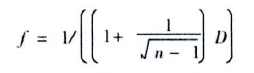 f = 1/((1 + 1/√(n − 1)) D)